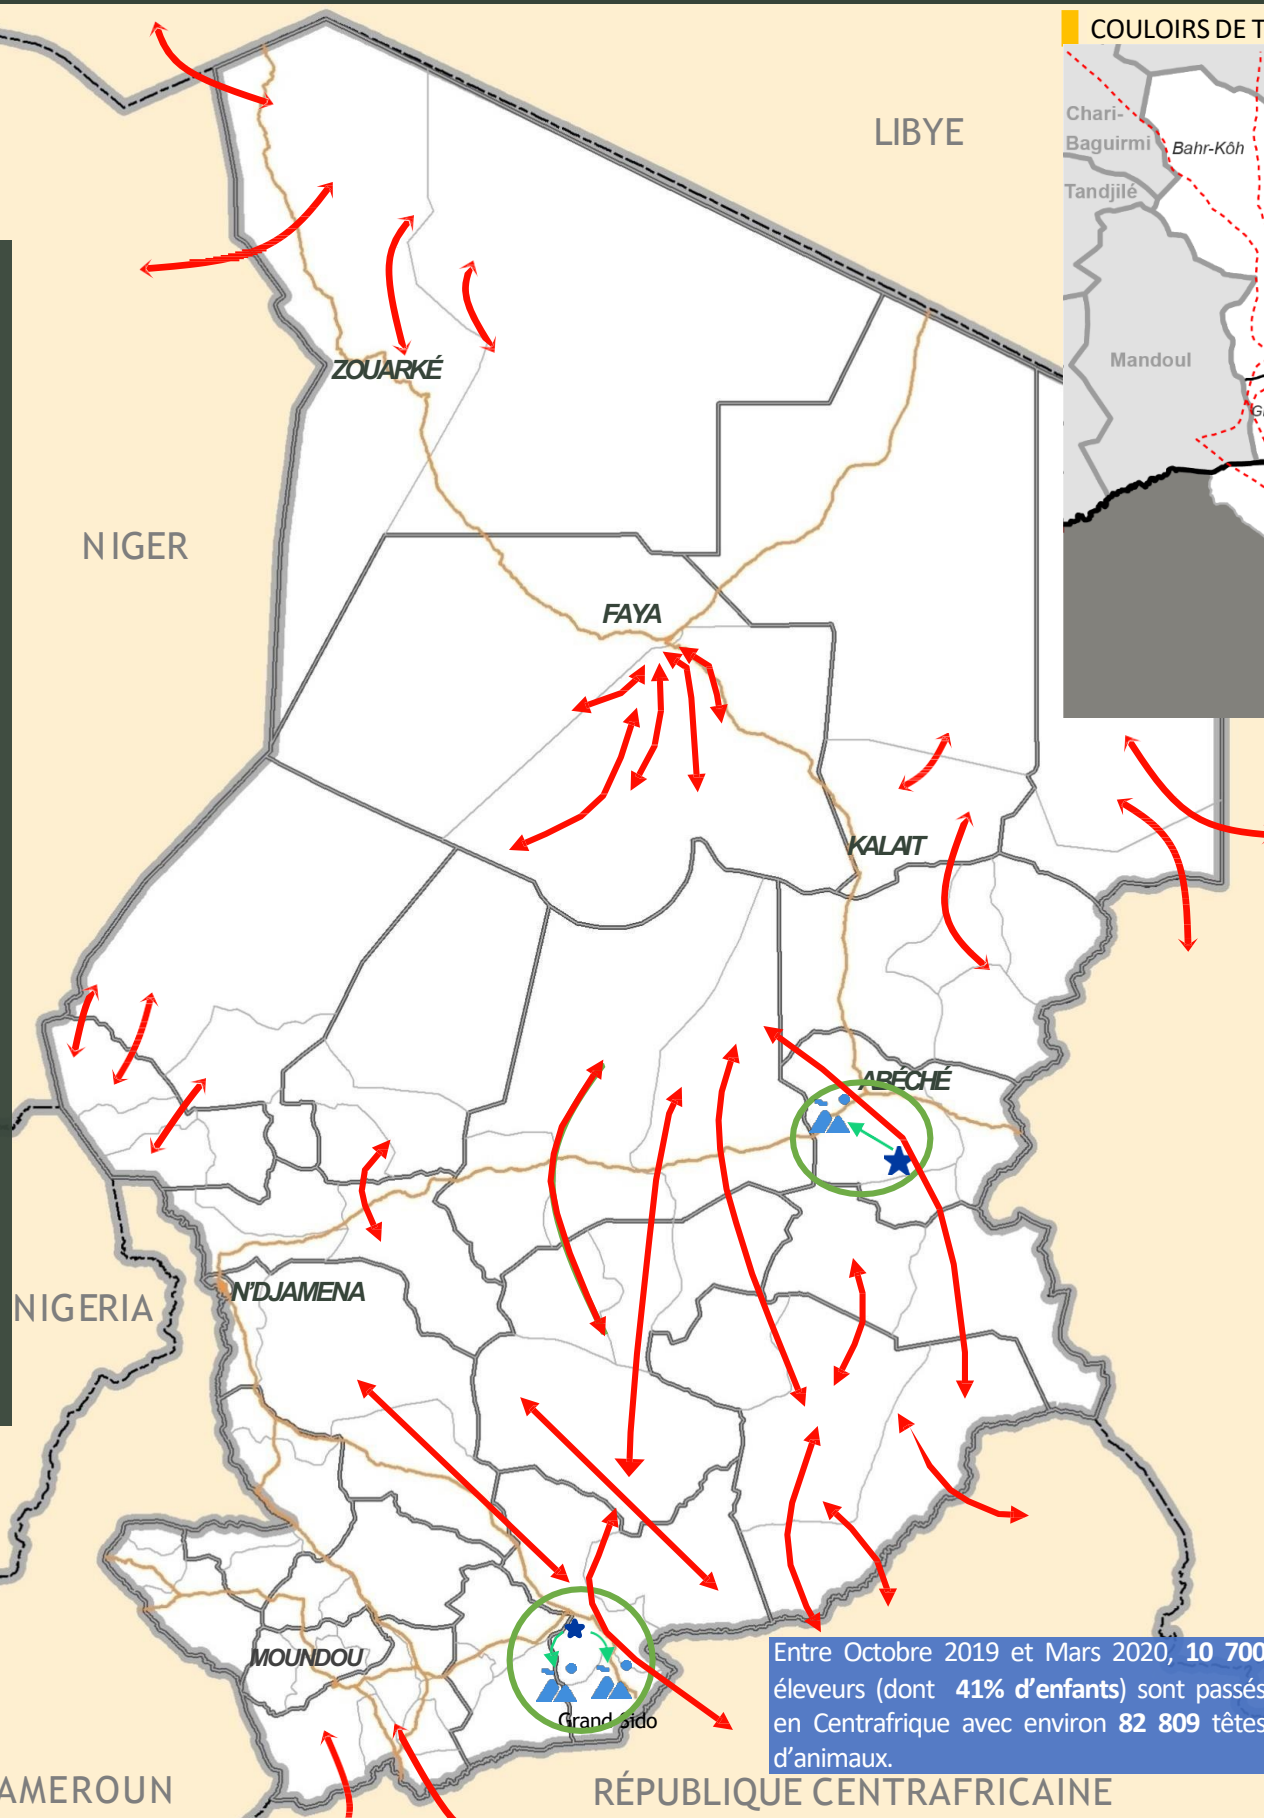 COULOIRS DE T
LIBYE
Chari-
Baguirmi
Bahr-Kôh
Tandjilé
Mandoul
ZOUARKÉ
NIGER
FAYA
KALAIT
ABÉCHÉ
N'DJAMENA
NIGERIA
MOUNDOU
Grand Sido
Entre Octobre 2019 et Mars 2020, 10 700
éleveurs (dont 41% d'enfants) sont passés
en Centrafrique avec environ 82 809 têtes
d'animaux.
AMEROUN
RÉPUBLIQUE CENTRAFRICAINE